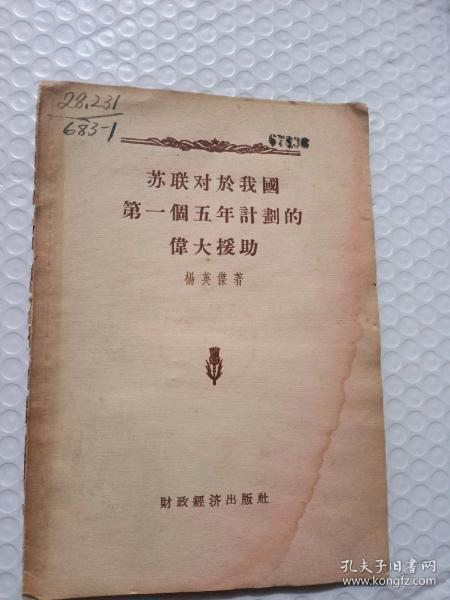 28.231
683-1
67436
苏联对於我國
第一個五年計劃的
偉大援助
楊英傑著
財政經济出版社
孔夫子旧书网
www.kongfz.com